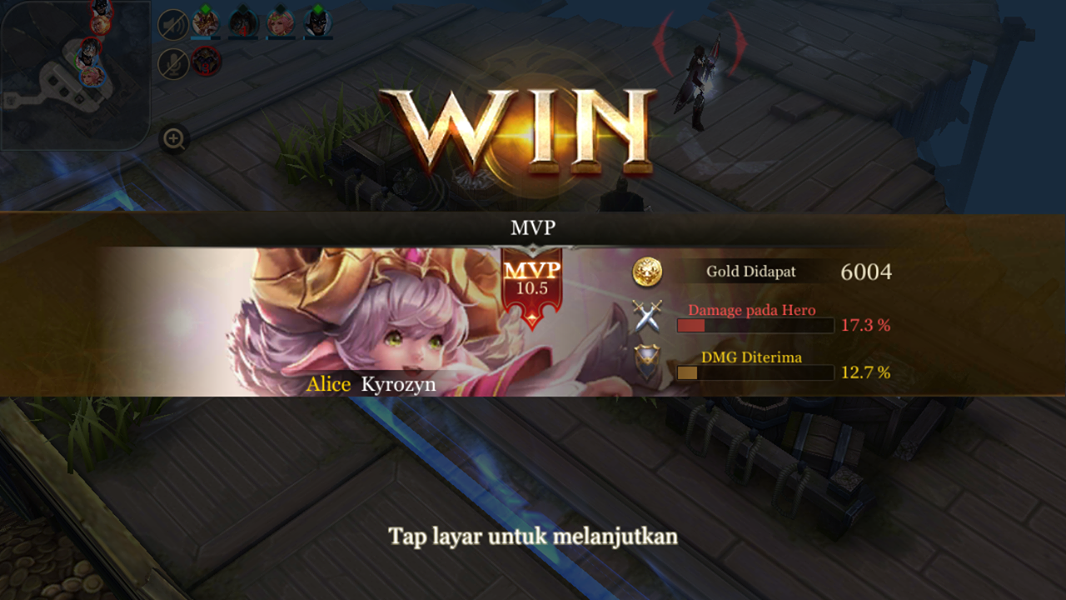 WIN
MVP
MVP
10.5
Gold Didapat 6004
Damage pada Hero
17.3 %
DMG Diterima
12.7 %
Alice Kyrozyn
Tap layar untuk melanjutkan